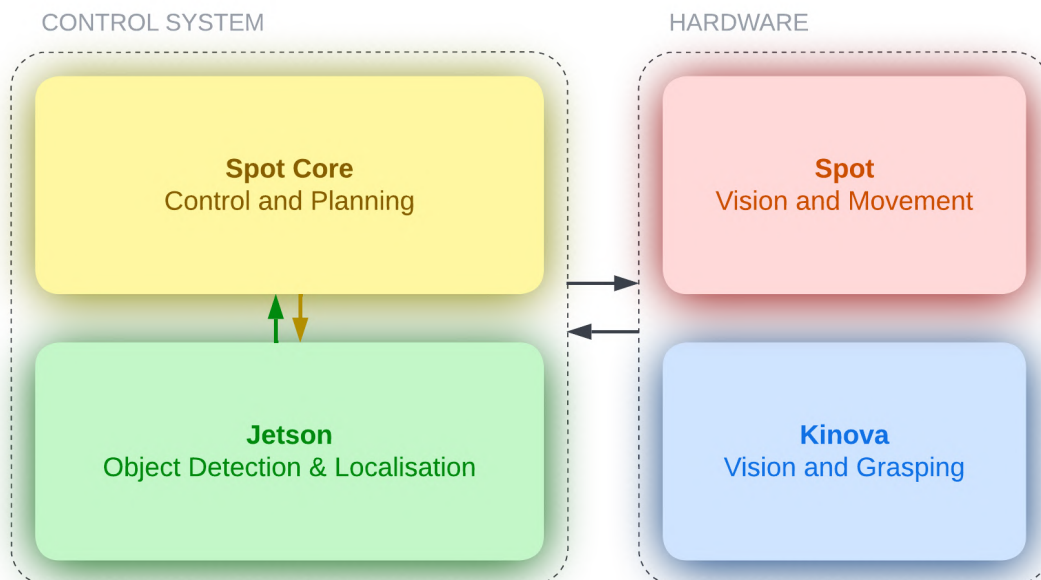 CONTROL SYSTEM
Spot Core
Control and Planning
Jetson
Object Detection & Localisation
HARDWARE
Spot
Vision and Movement
Kinova
Vision and Grasping